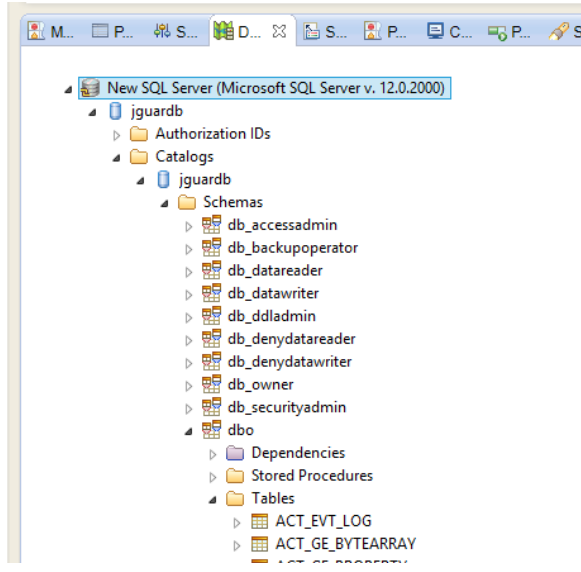 M... P... S... D... S... P... C... P... S
New SQL Server (Microsoft SQL Server v. 12.0.2000)
jguardb
Authorization IDs
Catalogs
jguardb
Schemas
db_accessadmin
db_backupoperator
db_datareader
db_datawriter
db_ddladmin
db_denydatareader
db_denydatawriter
db_owner
db_securityadmin
dbo
Dependencies
Stored Procedures
Tables
ACT_EVT_LOG
ACT_GE_BYTEARRAY
ACT_GE_PROPERTY